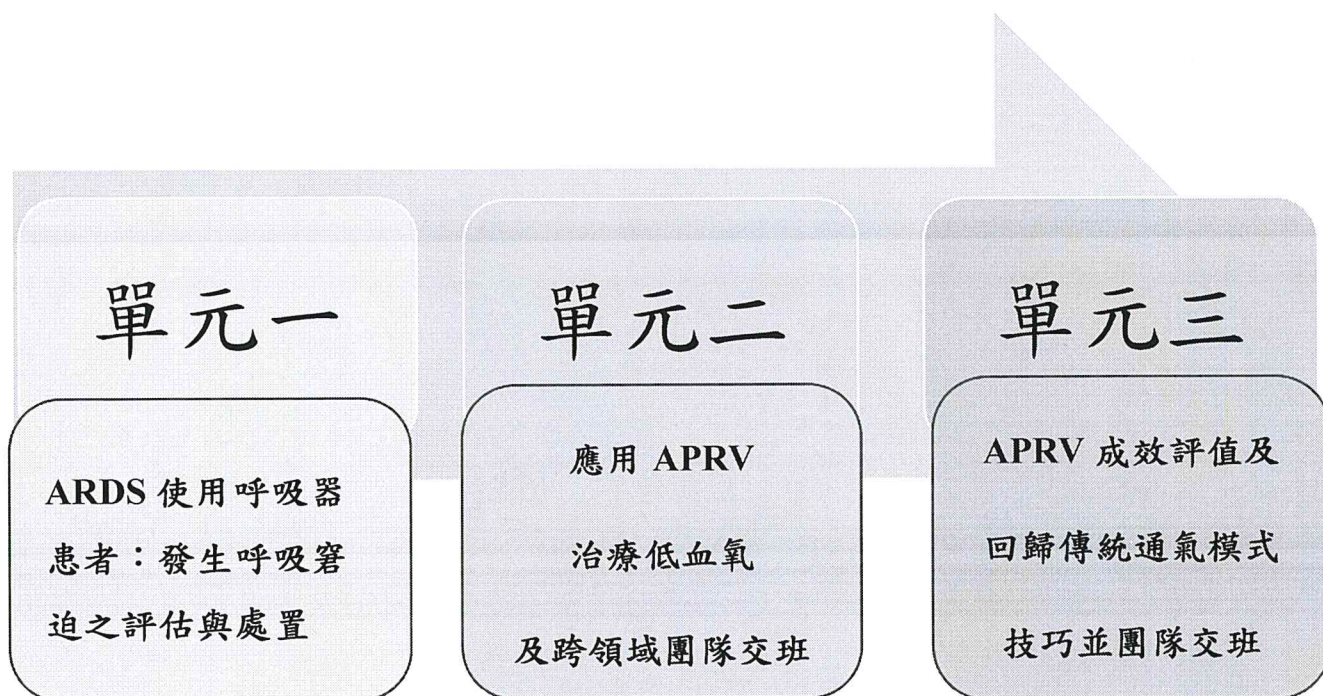 單元一
ARDS 使用呼吸器
患者：發生呼吸窘
迫之評估與處置
單元二
應用 APRV
治療低血氧
及跨領域團隊交班
單元三
APRV 成效評值及
回歸傳統通氣模式
技巧並團隊交班